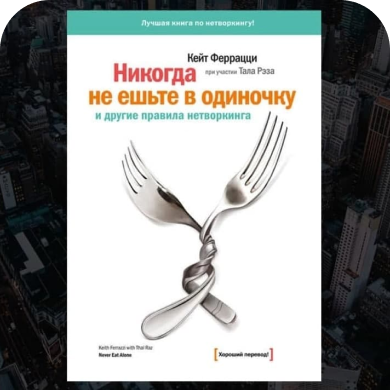 Лучшая книга по нетворкингу!
Кейт Феррацци
при участии Тала Рэза
Никогда
не ешьте в одиночку
и другие правила нетворкинга
Keith Ferrazzi with Thal Raz
Never Eat Alone
[ Хороший перевод! ]